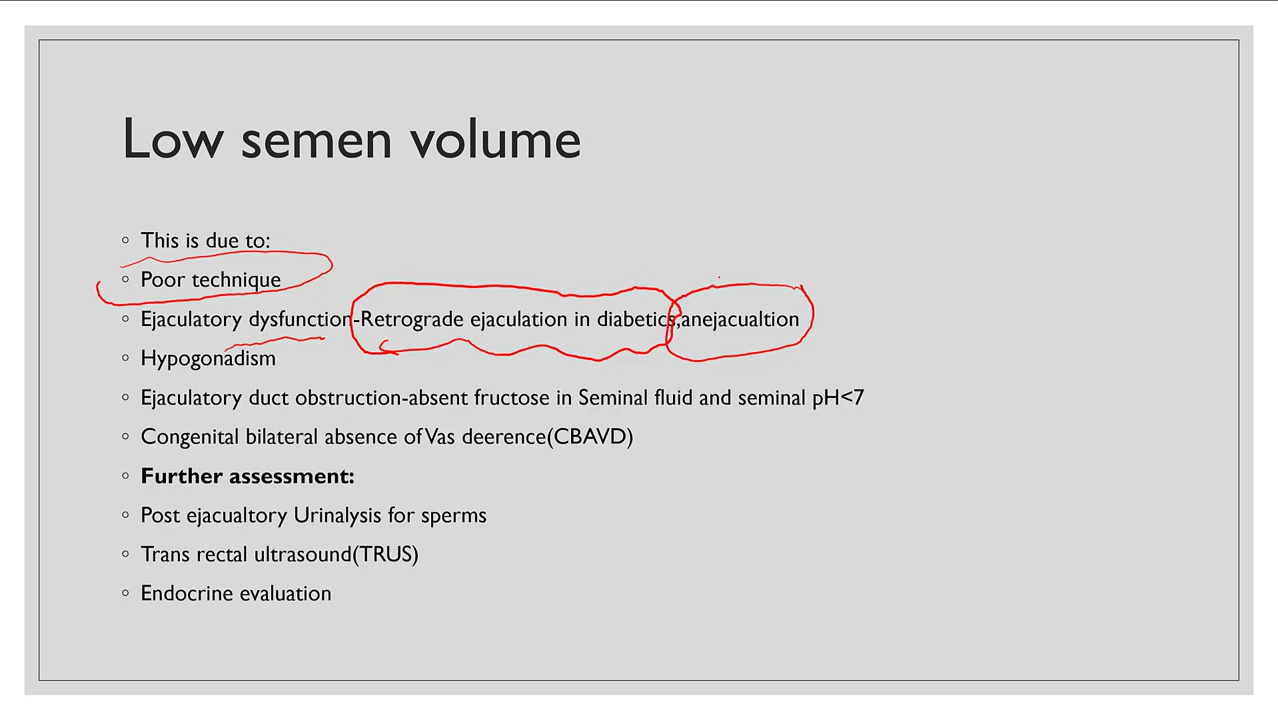 Low semen volume
This is due to:
Poor technique
Ejaculatory dysfunction-Retrograde ejaculation in diabetics,anejacualtion
Hypogonadism
Ejaculatory duct obstruction-absent fructose in Seminal fluid and seminal pH<7
Congenital bilateral absence of Vas deerence(CBAVD)
Further assessment:
Post ejacualtory Urinalysis for sperms
Trans rectal ultrasound(TRUS)
Endocrine evaluation